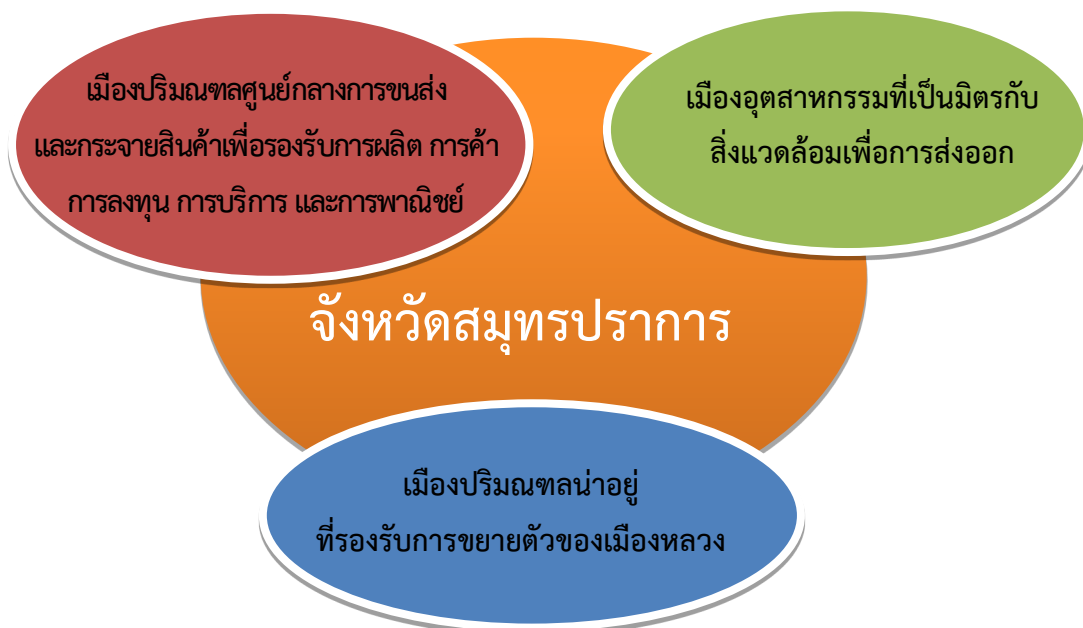 เมืองปริมณฑลศูนย์กลางการขนส่ง
และกระจายสินค้าเพื่อรองรับการผลิต การค้า
การลงทุน การบริการ และการพาณิชย์
เมืองอุตสาหกรรมที่เป็นมิตรกับ
สิ่งแวดล้อมเพื่อการส่งออก
จังหวัดสมุทรปราการ
เมืองปริมณฑลน่าอยู่
ที่รองรับการขยายตัวของเมืองหลวง